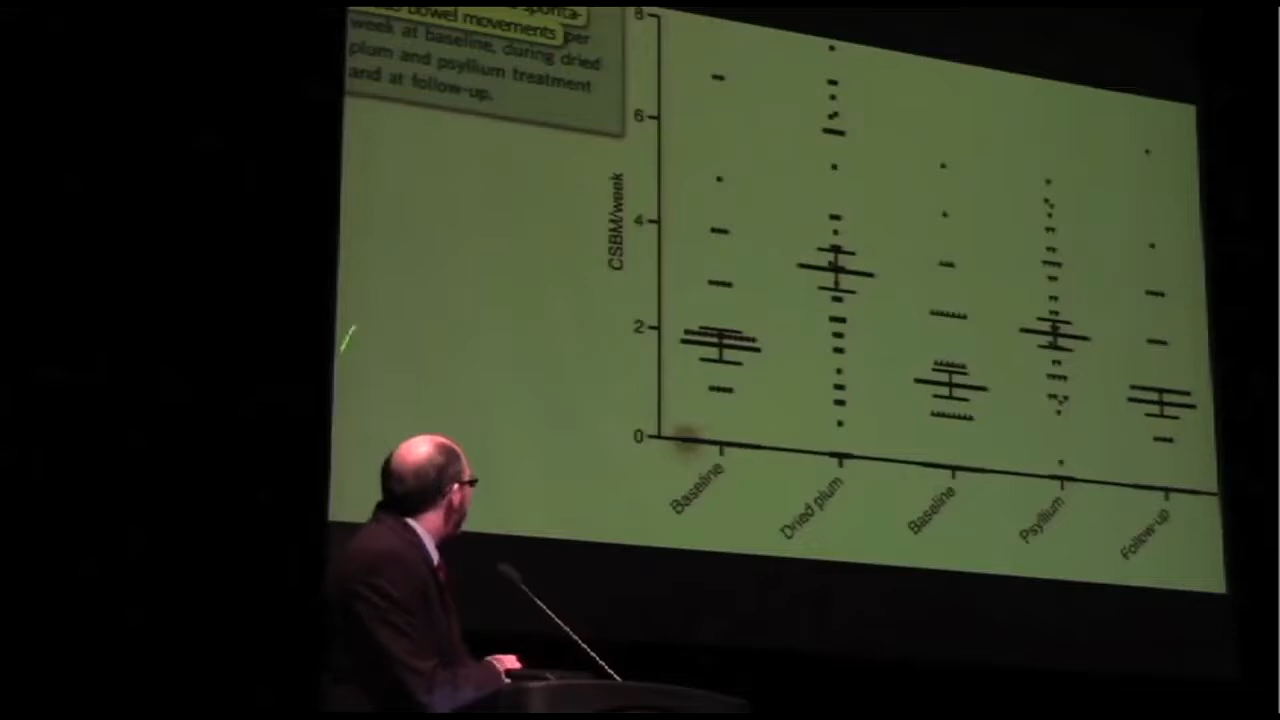 bowel movements per
week at baseline, during dried
plum and psyllium treatment
and at follow-up.
8
6
4
2
0
CSBM/week
Baseline
Dried plum
Baseline
Psyllium
Follow-up